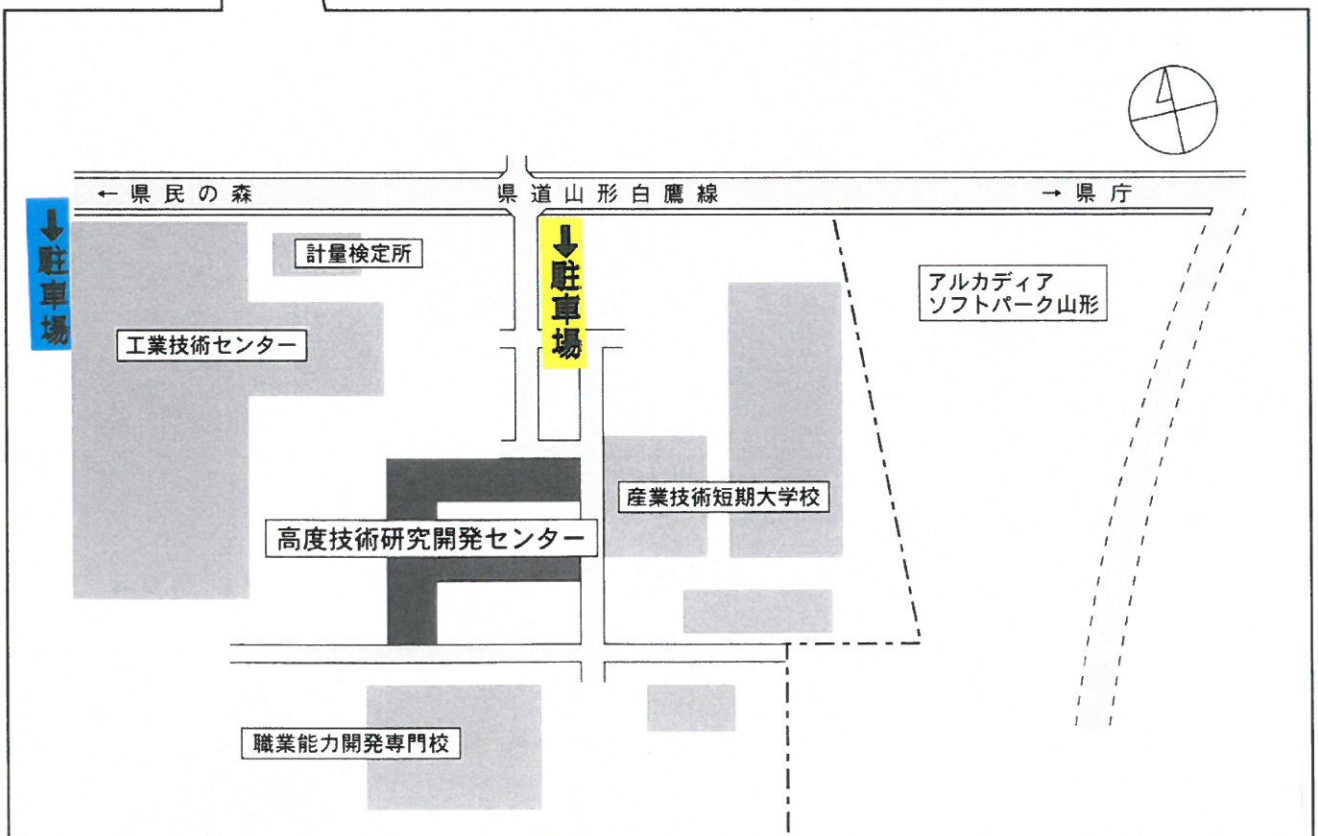 ← 県民の森
県道山形白鷹線
→ 県庁
↓駐車場
計量検定所
↓駐車場
アルカディア
ソフトパーク山形
工業技術センター
産業技術短期大学校
高度技術研究開発センター
職業能力開発専門校